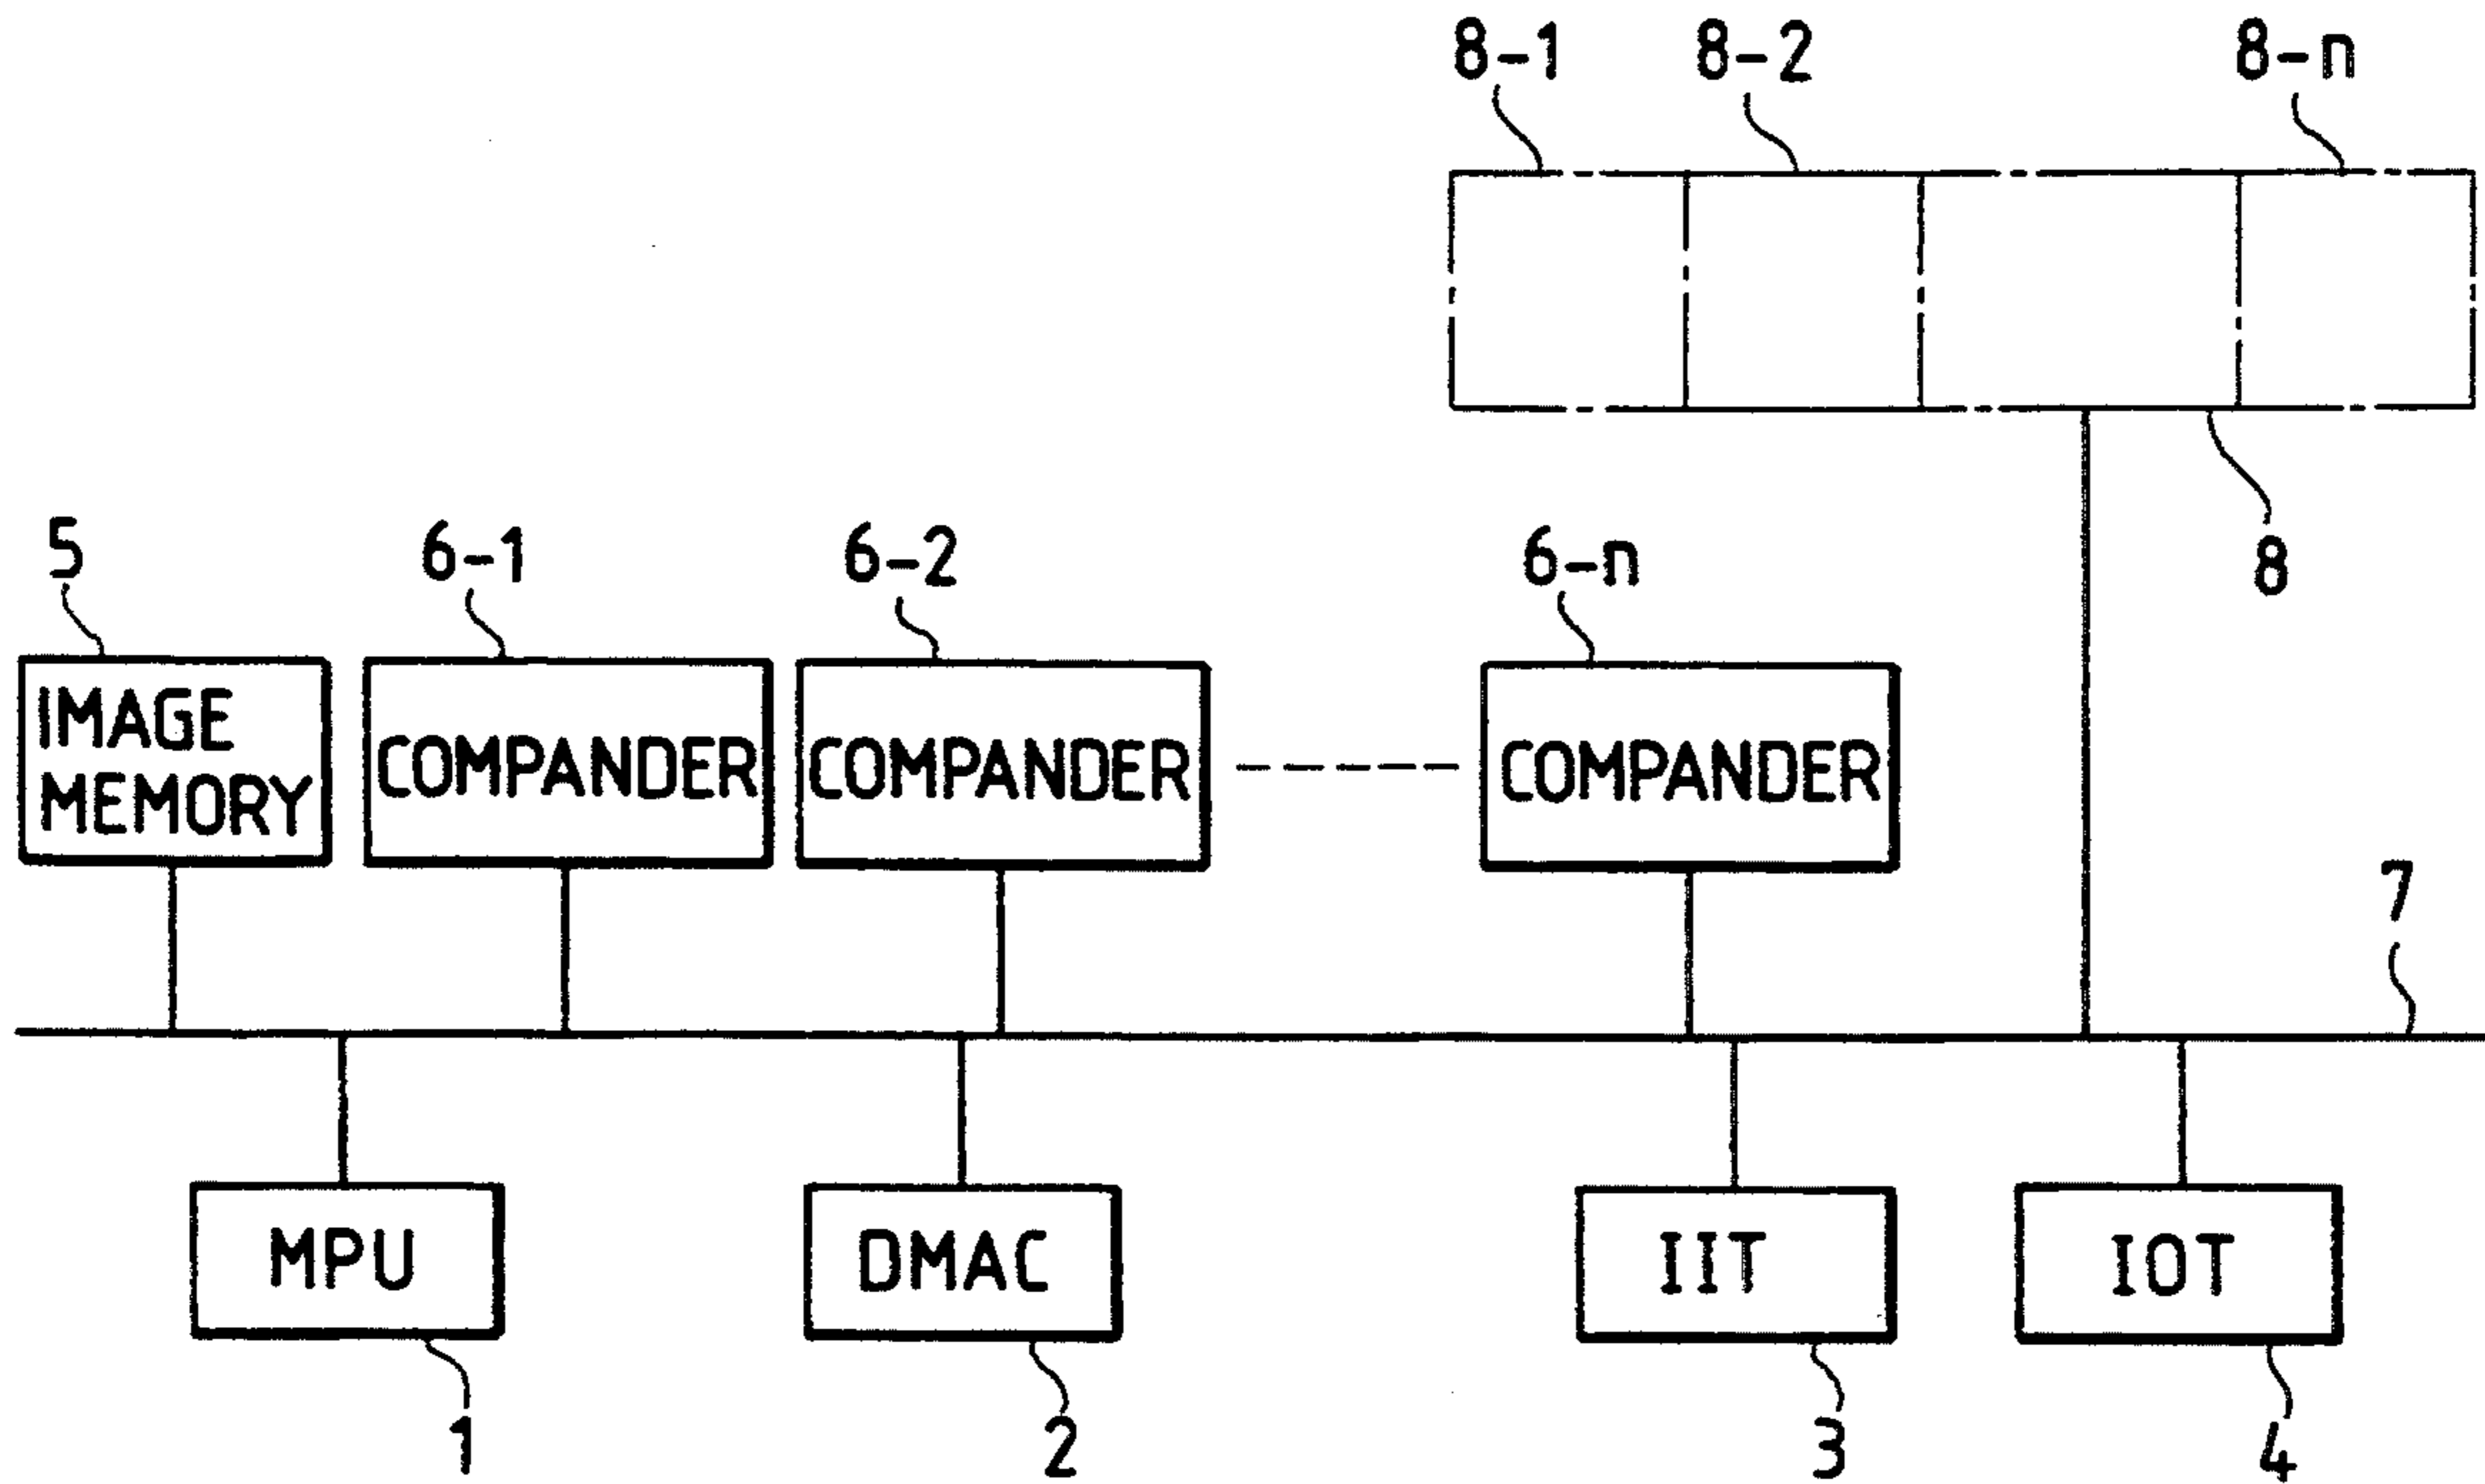 8-1 8-2 8-n
8
5 6-1 6-2 6-n
IMAGE
MEMORY
COMPANDER COMPANDER COMPANDER
7
MPU DMAC IIT IOT
1 2 3 4